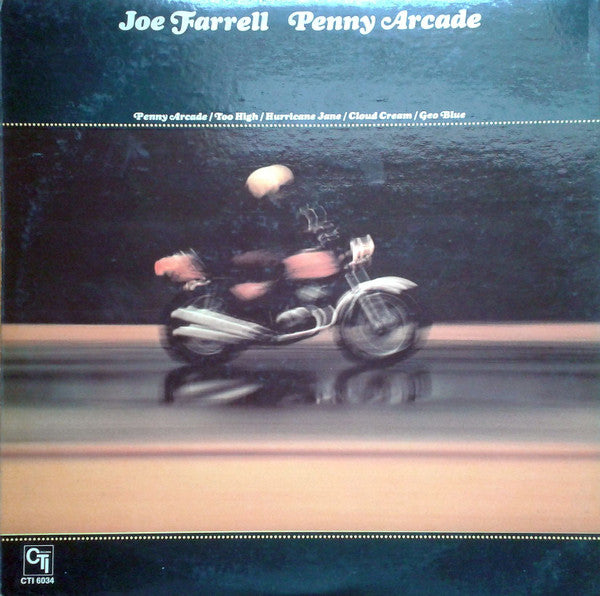 Joe Farrell Penny Arcade
Penny Arcade / Too High / Hurricane Jane / Cloud Cream / Geo Blue
CTI
CTI 6034